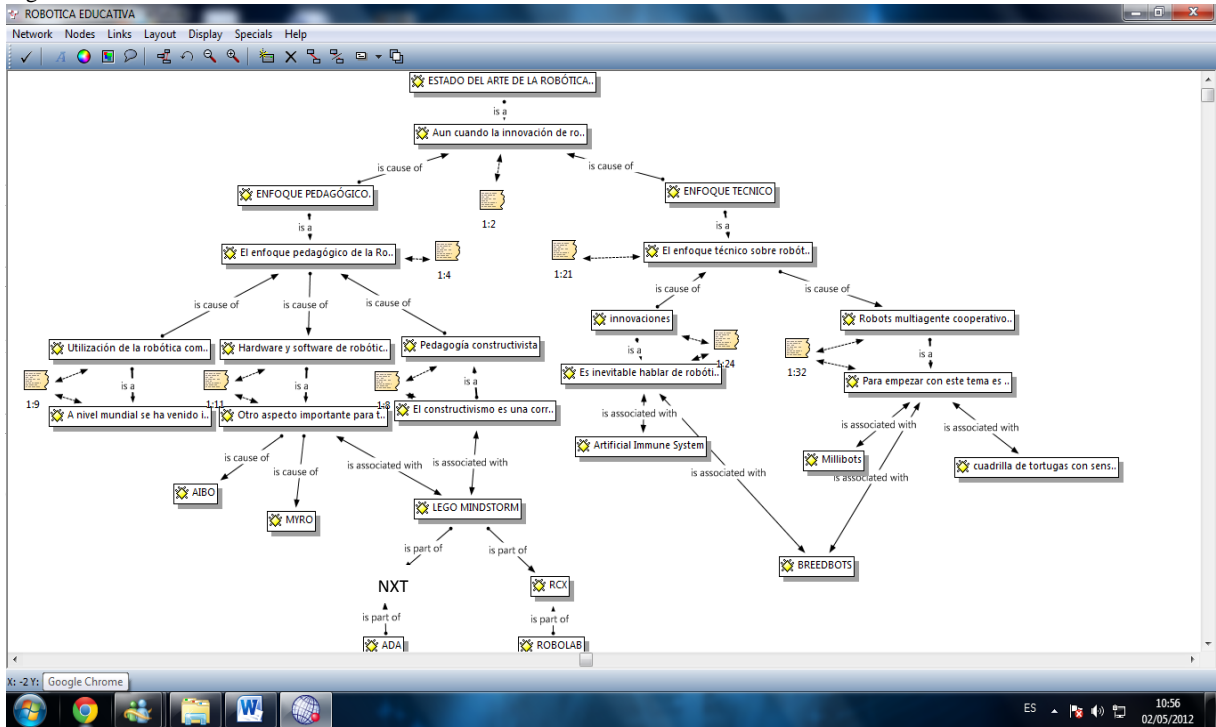 ROBOTICA EDUCATIVA
Network Nodes Links Layout Display Specials Help
ESTADO DEL ARTE DE LA ROBÓTICA..
is a
Aun cuando la innovación de ro..
is cause of
is cause of
ENFOQUE PEDAGÓGICO.
1:2
ENFOQUE TECNICO
is a
is a
El enfoque pedagógico de la Ro..
1:4
1:21
El enfoque técnico sobre robót..
is cause of
is cause of
is cause of
is cause of
is cause of
Utilización de la robótica com..
Hardware y software de robótic..
Pedagogía constructivista
innovaciones
Robots multiagente cooperativo..
1:9
is a
1:11
is a
1:8
is a
is a
1:24
1:32
is a
A nivel mundial se ha venido i..
Otro aspecto importante para t..
El constructivismo es una corr..
Es inevitable hablar de robóti..
Para empezar con este tema es ..
is cause of
is cause of
is associated with
is associated with
is associated with
is associated with
is associated with
is associated with
is associated with
Artificial Immune System
Millibots
cuadrilla de tortugas con sens..
AIBO
MYRO
LEGO MINDSTORM
BREEDBOTS
is part of
is part of
NXT
RCX
is part of
is part of
ADA
ROBOLAB
X: -2 Y:
Google Chrome
ES
10:56
02/05/2012